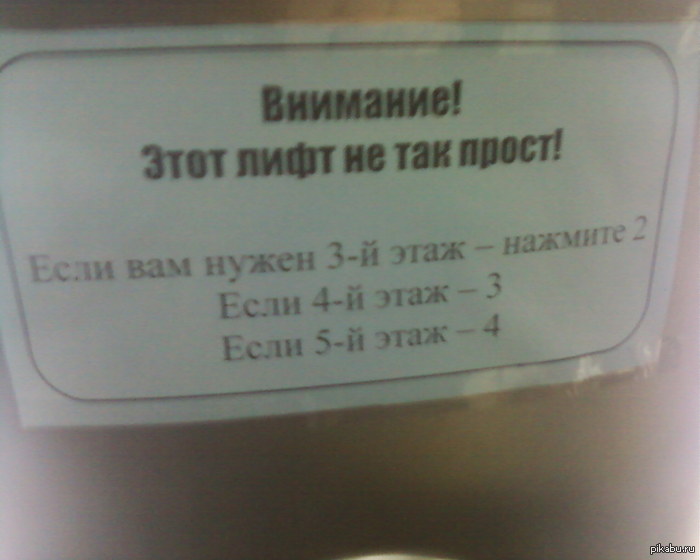 Внимание!
Этот лифт не так прост!
Если вам нужен 3-й этаж – нажмите 2
Если 4-й этаж – 3
Если 5-й этаж – 4
pikabu.ru